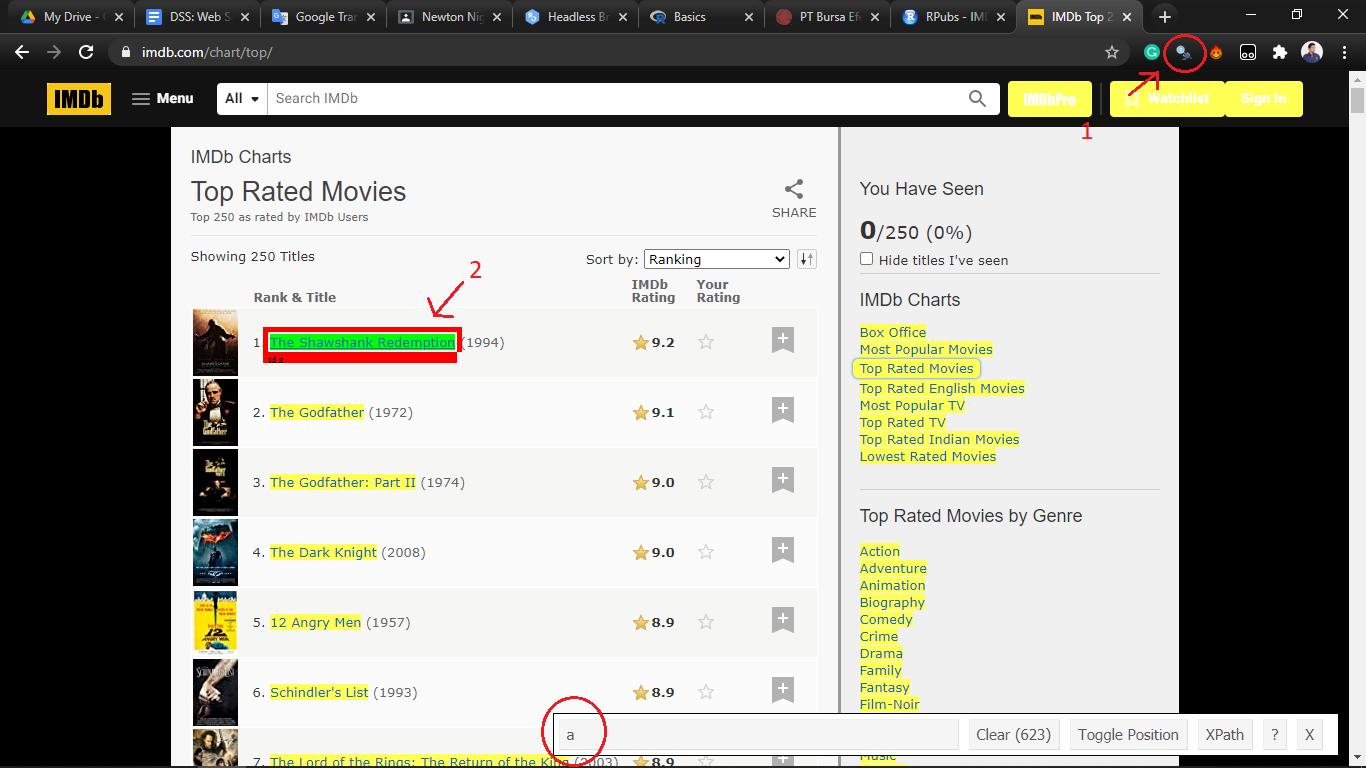 My Drive -
DSS: Web S
Google Tran
Newton Nig
Headless Br
Basics
PT Bursa Efe
RPubs - IMD
IMDb Top 2
imdb.com/chart/top/
IMDb
Menu
All
Search IMDb
IMDbPro
Watchlist
Sign In
1
IMDb Charts
Top Rated Movies
Top 250 as rated by IMDb Users
SHARE
Showing 250 Titles
Sort by: Ranking
2
Rank & Title
IMDb Rating
Your Rating
1. The Shawshank Redemption (1994) 9.2
td a
2. The Godfather (1972) 9.1
3. The Godfather: Part II (1974) 9.0
4. The Dark Knight (2008) 9.0
5. 12 Angry Men (1957) 8.9
6. Schindler's List (1993) 8.9
7. The Lord of the Rings: The Return of the King (2003) 8.9
You Have Seen
0/250 (0%)
Hide titles I've seen
IMDb Charts
Box Office
Most Popular Movies
Top Rated Movies
Top Rated English Movies
Most Popular TV
Top Rated TV
Top Rated Indian Movies
Lowest Rated Movies
Top Rated Movies by Genre
Action
Adventure
Animation
Biography
Comedy
Crime
Drama
Family
Fantasy
Film-Noir
Music
a
Clear (623)
Toggle Position
XPath
?
X